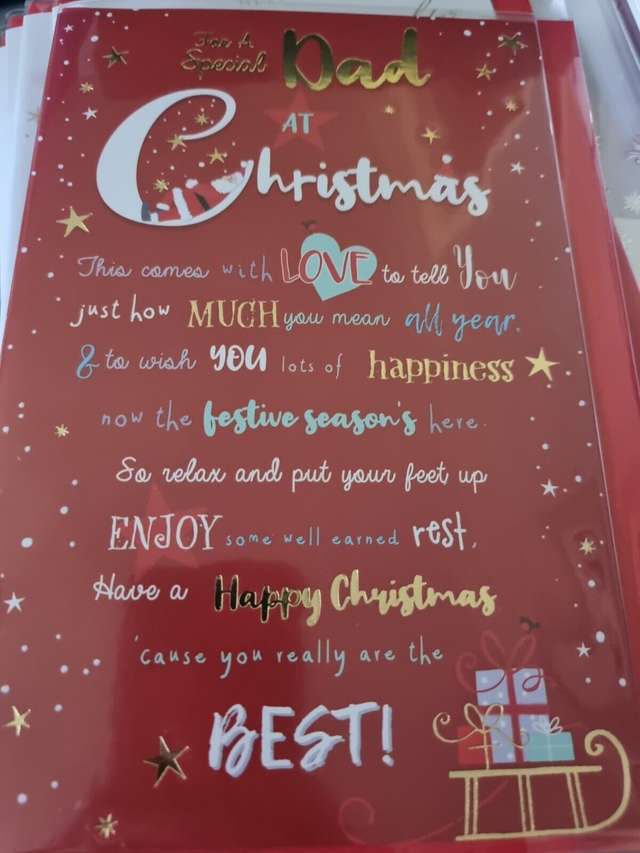 For A
Special Dad
AT
Christmas
This comes with LOVE to tell You
just how MUCH you mean all year,
& to wish YOU lots of happiness
now the festive season's here.
So relax and put your feet up
ENJOY some well earned rest,
Have a Happy Christmas
'cause you really are the
BEST!